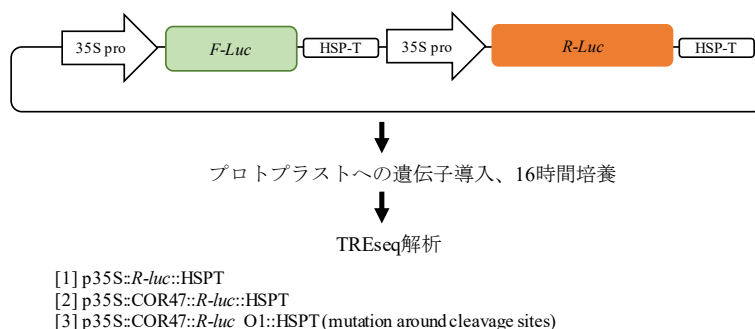 35S pro F-Luc HSP-T 35S pro R-Luc HSP-T
プロトプラストへの遺伝子導入、16時間培養
TREseq解析
[1] p35S::R-luc::HSPT
[2] p35S::COR47::R-luc::HSPT
[3] p35S::COR47::R-luc_O1::HSPT (mutation around cleavage sites)